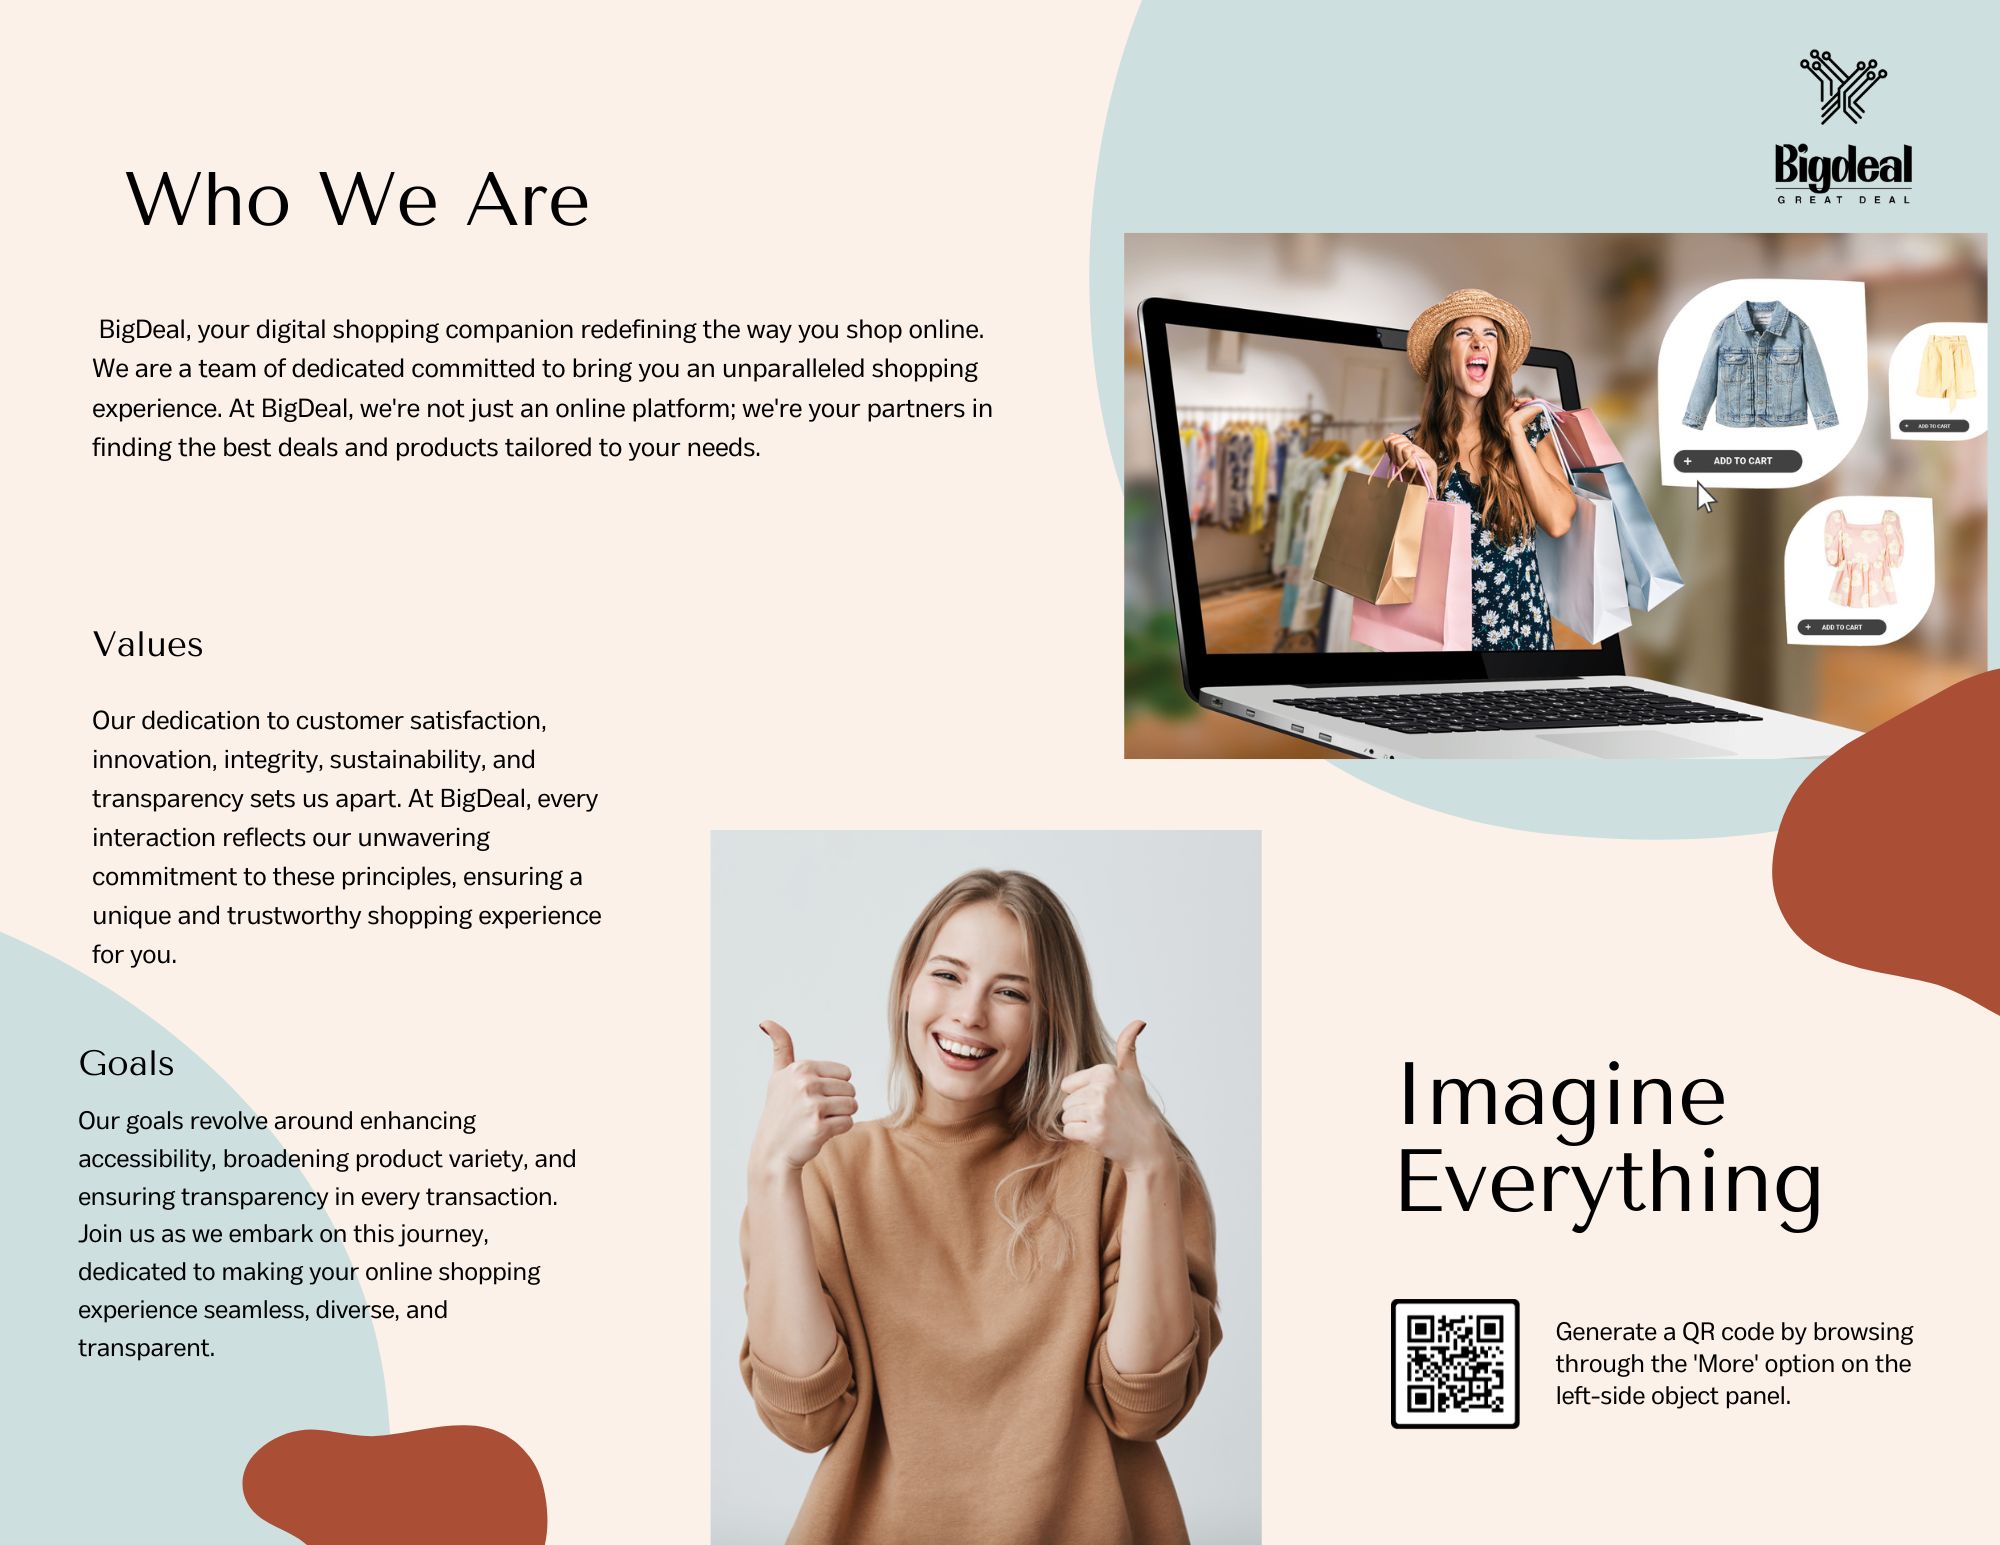 Bigdeal
GREAT DEAL
Who We Are
BigDeal, your digital shopping companion redefining the way you shop online.
We are a team of dedicated committed to bring you an unparalleled shopping
experience. At BigDeal, we're not just an online platform; we're your partners in
finding the best deals and products tailored to your needs.
+ ADD TO CART
+ ADD TO CART
+ ADD TO CART
Values
Our dedication to customer satisfaction,
innovation, integrity, sustainability, and
transparency sets us apart. At BigDeal, every
interaction reflects our unwavering
commitment to these principles, ensuring a
unique and trustworthy shopping experience
for you.
Goals
Our goals revolve around enhancing
accessibility, broadening product variety, and
ensuring transparency in every transaction.
Join us as we embark on this journey,
dedicated to making your online shopping
experience seamless, diverse, and
transparent.
Imagine
Everything
Generate a QR code by browsing
through the 'More' option on the
left-side object panel.